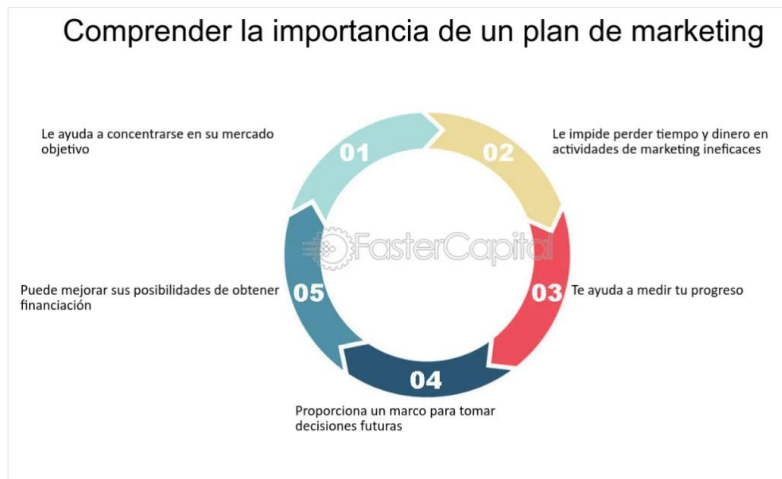 Comprender la importancia de un plan de marketing
Le ayuda a concentrarse en su mercado
objetivo
01
02
Le impide perder tiempo y dinero en
actividades de marketing ineficaces
FasterCapital
Puede mejorar sus posibilidades de obtener
financiación
05
03
Te ayuda a medir tu progreso
04
Proporciona un marco para tomar
decisiones futuras